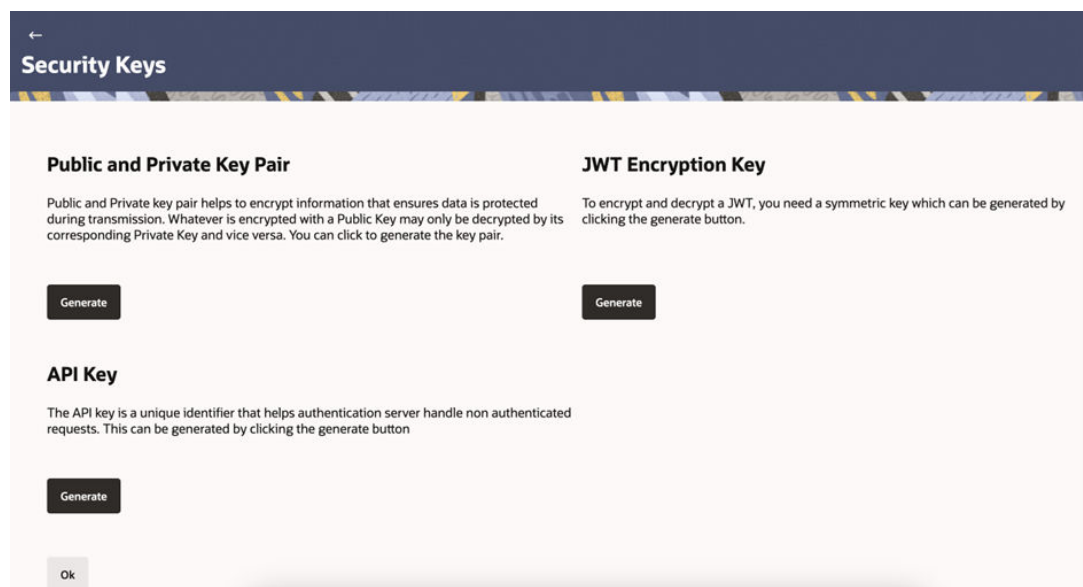 ←
Security Keys
Public and Private Key Pair
Public and Private key pair helps to encrypt information that ensures data is protected
during transmission. Whatever is encrypted with a Public Key may only be decrypted by its
corresponding Private Key and vice versa. You can click to generate the key pair.
Generate
JWT Encryption Key
To encrypt and decrypt a JWT, you need a symmetric key which can be generated by
clicking the generate button.
Generate
API Key
The API key is a unique identifier that helps authentication server handle non authenticated
requests. This can be generated by clicking the generate button
Generate
Ok